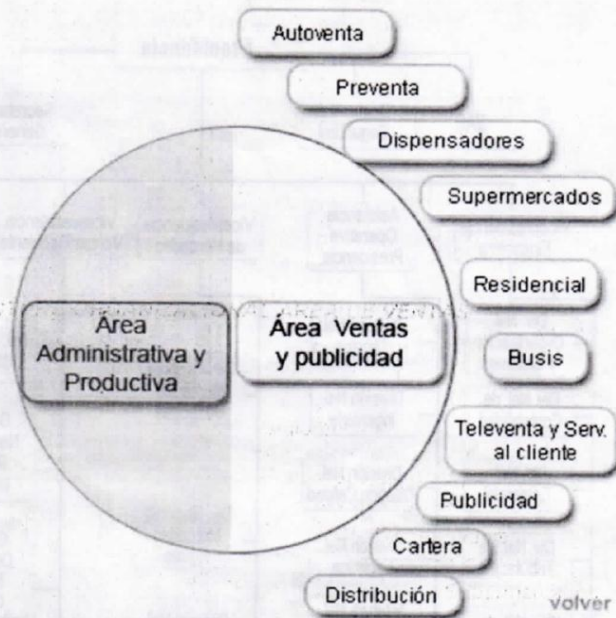 Autoventa
Preventa
Dispensadores
Supermercados
Residencial
Área
Administrativa y
Productiva
Área Ventas
y publicidad
Busis
Televenta y Serv.
al cliente
Publicidad
Cartera
Distribución
volver